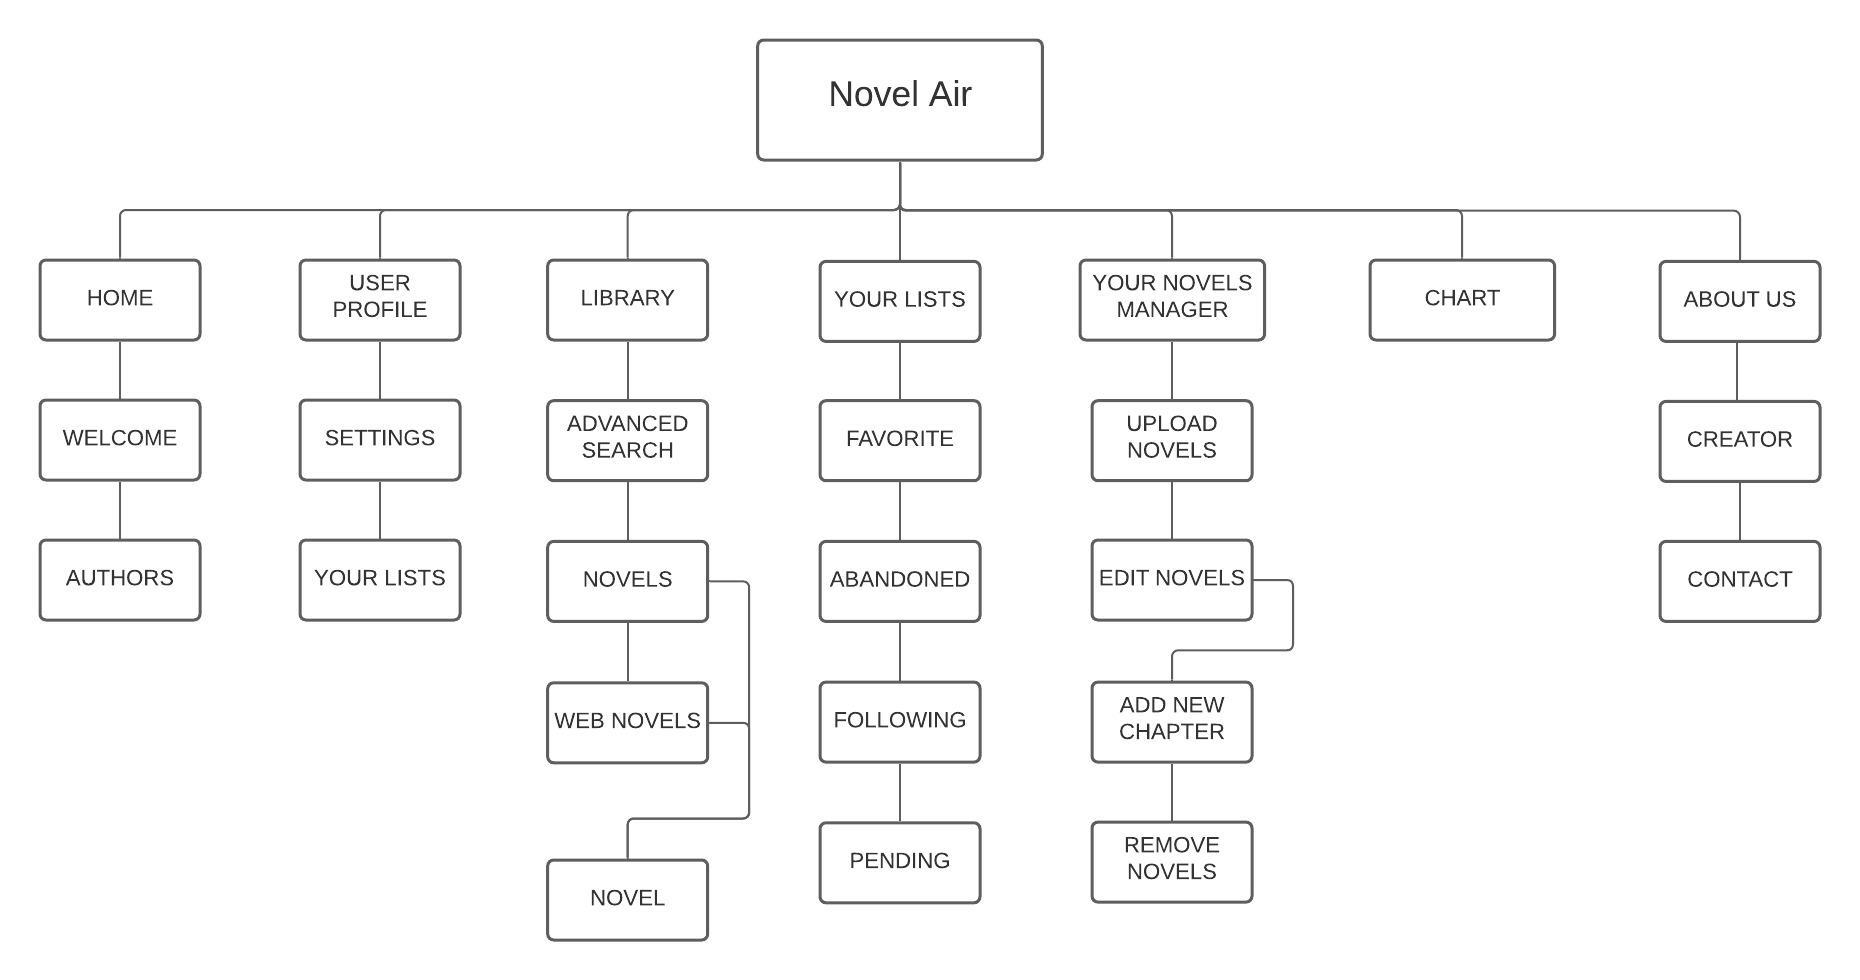 Novel Air
HOME
USER
PROFILE
LIBRARY
YOUR LISTS
YOUR NOVELS
MANAGER
CHART
ABOUT US
WELCOME
SETTINGS
ADVANCED
SEARCH
FAVORITE
UPLOAD
NOVELS
CREATOR
AUTHORS
YOUR LISTS
NOVELS
ABANDONED
EDIT NOVELS
CONTACT
WEB NOVELS
FOLLOWING
ADD NEW
CHAPTER
NOVEL
PENDING
REMOVE
NOVELS